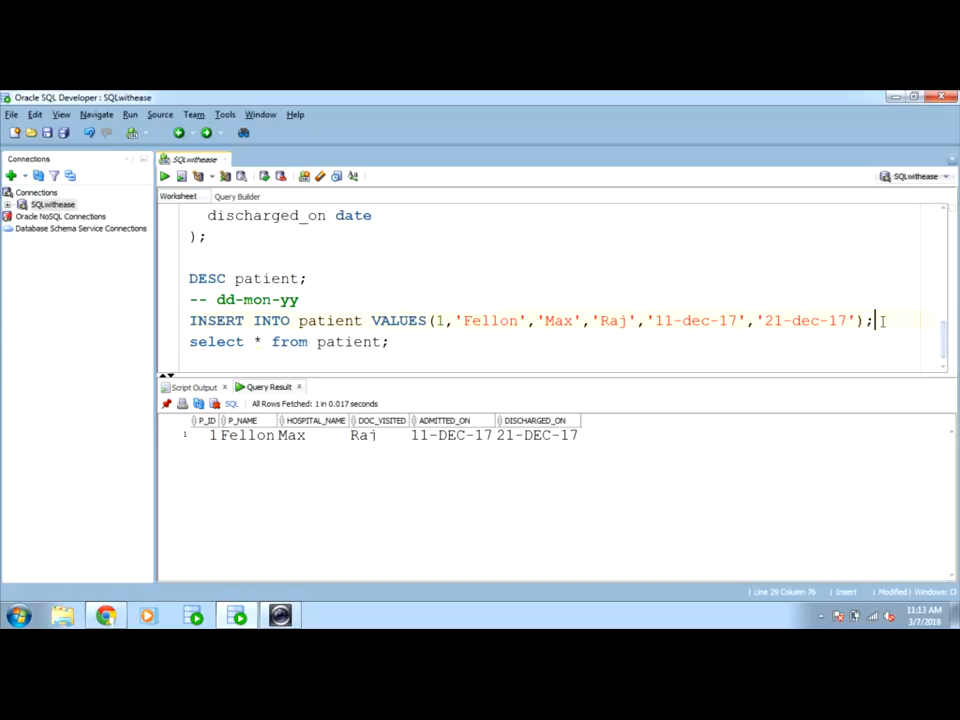 Oracle SQL Developer : SQLwithease
File Edit View Navigate Run Source Team Tools Window Help
Connections
SQLwithease
SQLwithease
Connections
SQLwithease
Oracle NoSQL Connections
Database Schema Service Connections
Worksheet Query Builder
discharged_on date
);
DESC patient;
-- dd-mon-yy
INSERT INTO patient VALUES(1,'Fellon','Max','Raj','11-dec-17','21-dec-17');
select * from patient;
Script Output x Query Result x
SQL All Rows Fetched: 1 in 0.017 seconds
P_ID P_NAME HOSPITAL_NAME DOC_VISITED ADMITTED_ON DISCHARGED_ON
1 1 Fellon Max Raj 11-DEC-17 21-DEC-17
Line 29 Column 76 Insert Modified Windows: C
11:13 AM
3/7/2018